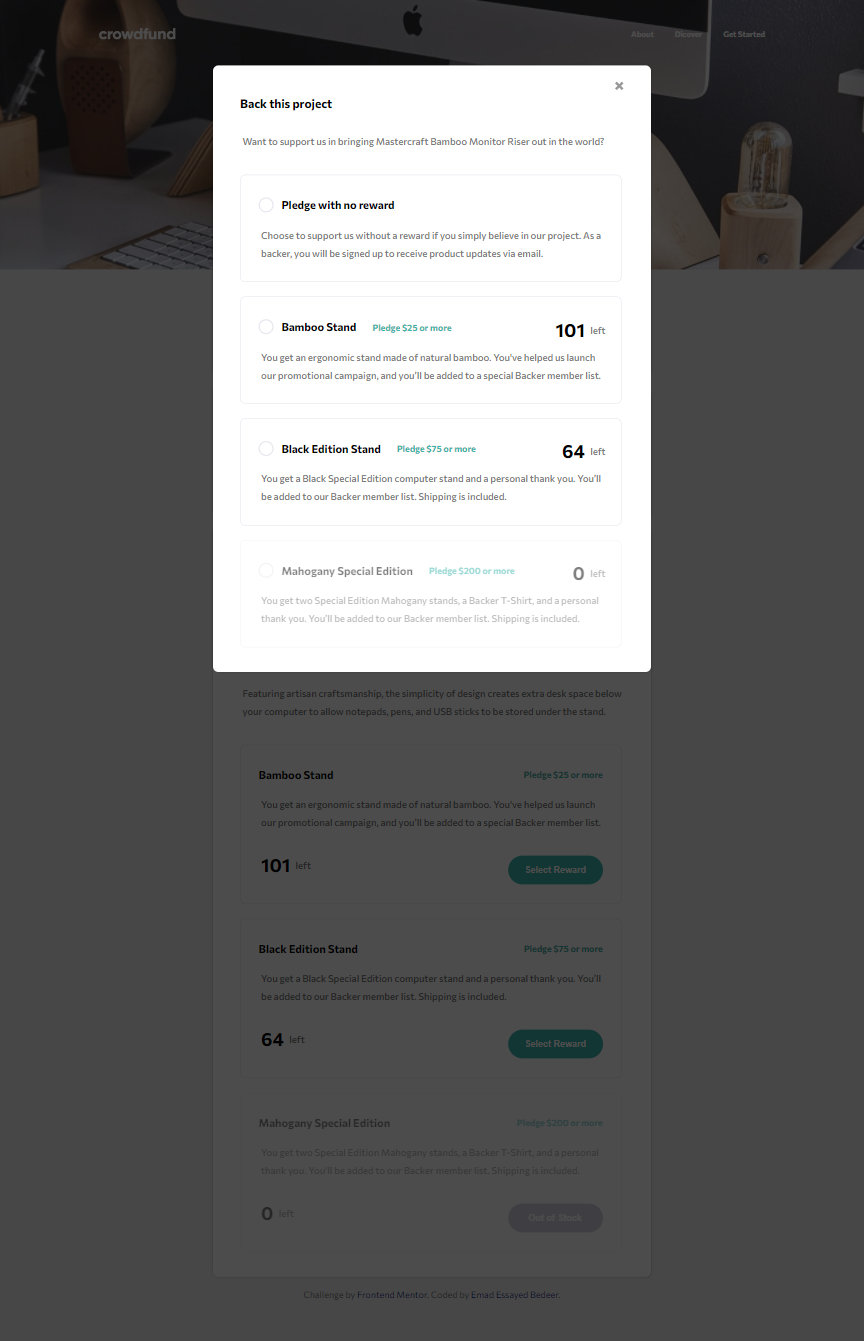 crowdfund
About Dicover Get Started
Back this project
Want to support us in bringing Mastercraft Bamboo Monitor Riser out in the world?
Pledge with no reward
Choose to support us without a reward if you simply believe in our project. As a
backer, you will be signed up to receive product updates via email.
Bamboo Stand Pledge $25 or more 101 left
You get an ergonomic stand made of natural bamboo. You've helped us launch
our promotional campaign, and you'll be added to a special Backer member list.
Black Edition Stand Pledge $75 or more 64 left
You get a Black Special Edition computer stand and a personal thank you. You'll
be added to our Backer member list. Shipping is included.
Mahogany Special Edition Pledge $200 or more 0 left
You get two Special Edition Mahogany stands, a Backer T-Shirt, and a personal
thank you. You'll be added to our Backer member list. Shipping is included.
Featuring artisan craftsmanship, the simplicity of design creates extra desk space below
your computer to allow notepads, pens, and USB sticks to be stored under the stand.
Bamboo Stand Pledge $25 or more
You get an ergonomic stand made of natural bamboo. You've helped us launch
our promotional campaign, and you'll be added to a special Backer member list.
101 left Select Reward
Black Edition Stand Pledge $75 or more
You get a Black Special Edition computer stand and a personal thank you. You'll
be added to our Backer member list. Shipping is included.
64 left Select Reward
Mahogany Special Edition Pledge $200 or more
You get two Special Edition Mahogany stands, a Backer T-Shirt, and a personal
thank you. You'll be added to our Backer member list. Shipping is included.
0 left Out of Stock
Challenge by Frontend Mentor. Coded by Emad Essayed Bedeer.